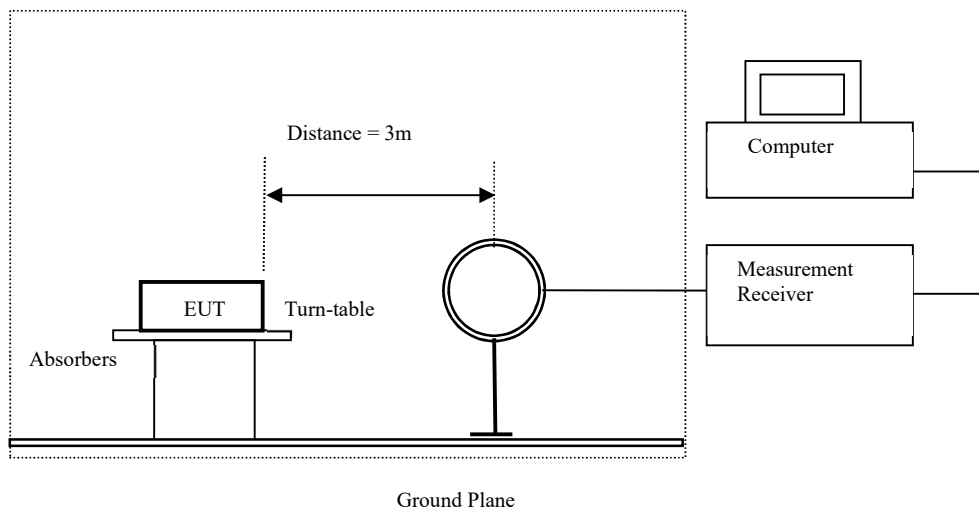 Distance = 3m
Computer
Measurement
Receiver
EUT
Turn-table
Absorbers
Ground Plane